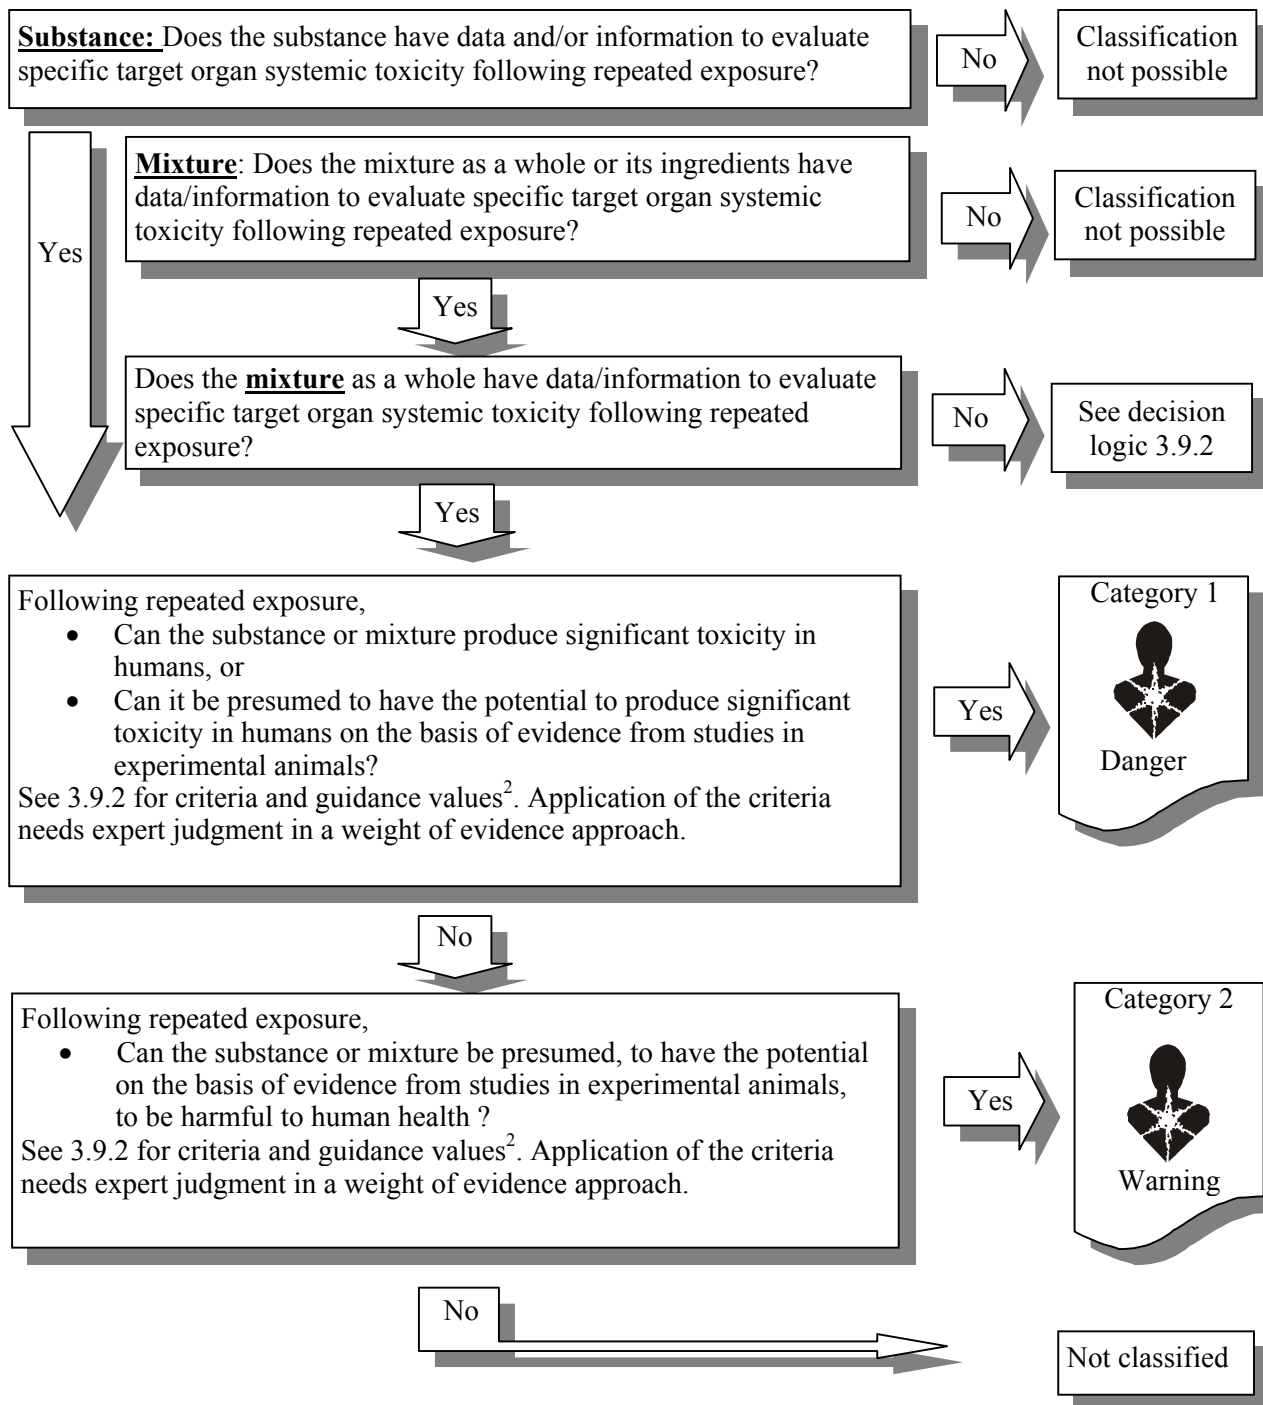 Substance: Does the substance have data and/or information to evaluate
specific target organ systemic toxicity following repeated exposure?
No
Classification
not possible
Mixture: Does the mixture as a whole or its ingredients have
data/information to evaluate specific target organ systemic
toxicity following repeated exposure?
No
Classification
not possible
Yes
Yes
Does the mixture as a whole have data/information to evaluate
specific target organ systemic toxicity following repeated
exposure?
No
See decision
logic 3.9.2
Yes
Following repeated exposure,
• Can the substance or mixture produce significant toxicity in
humans, or
• Can it be presumed to have the potential to produce significant
toxicity in humans on the basis of evidence from studies in
experimental animals?
See 3.9.2 for criteria and guidance values². Application of the criteria
needs expert judgment in a weight of evidence approach.
Yes
Category 1
Danger
No
Following repeated exposure,
• Can the substance or mixture be presumed, to have the potential
on the basis of evidence from studies in experimental animals,
to be harmful to human health ?
See 3.9.2 for criteria and guidance values². Application of the criteria
needs expert judgment in a weight of evidence approach.
Yes
Category 2
Warning
No
Not classified